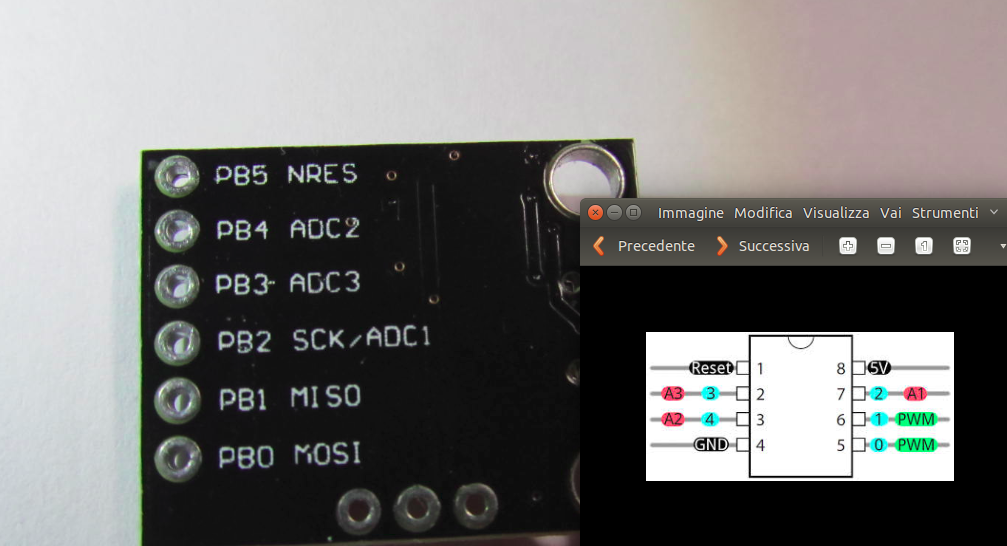 PB5 NRES
PB4 ADC2
PB3 ADC3
PB2 SCK/ADC1
PB1 MISO
PB0 MOSI
Immagine Modifica Visualizza Vai Strumenti
Precedente Successiva
Reset 1 8 5V
A3 3 2 7 2 A1
A2 4 3 6 1 PWM
GND 4 5 0 PWM